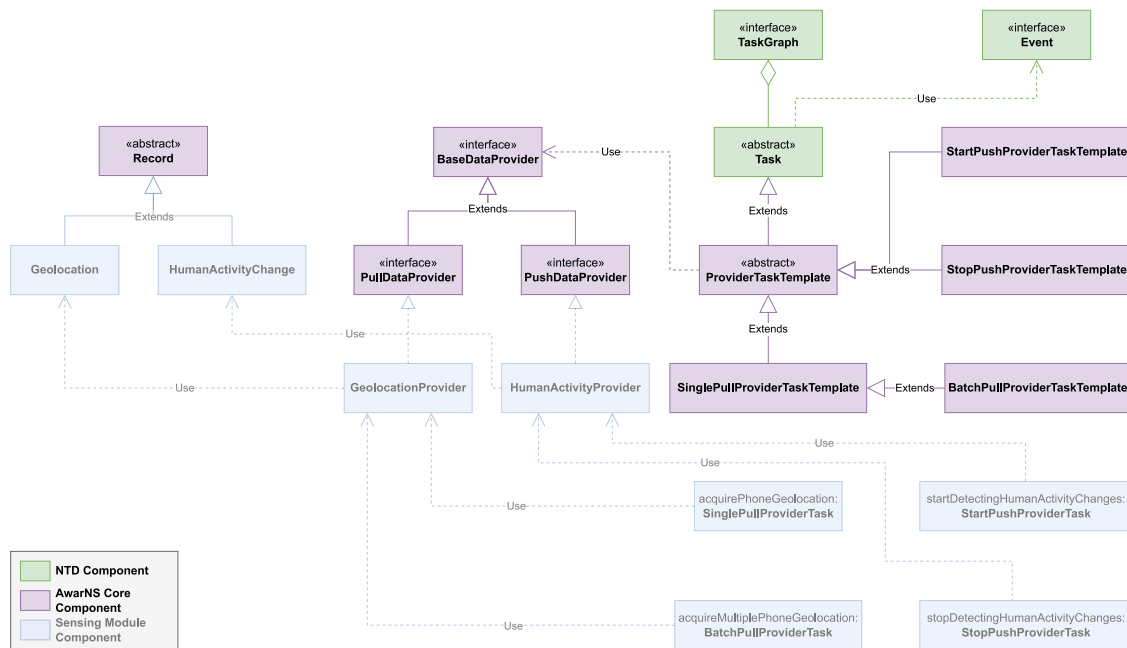 «interface»
TaskGraph
«interface»
Event
Use
«abstract»
Record
«interface»
BaseDataProvider
Use
«abstract»
Task
StartPushProviderTaskTemplate
Extends
Extends
Extends
Geolocation
HumanActivityChange
«interface»
PullDataProvider
«interface»
PushDataProvider
«abstract»
ProviderTaskTemplate
Extends
StopPushProviderTaskTemplate
Use
Extends
Use
GeolocationProvider
HumanActivityProvider
SinglePullProviderTaskTemplate
Extends
BatchPullProviderTaskTemplate
Use
Use
acquirePhoneGeolocation:
SinglePullProviderTask
startDetectingHumanActivityChanges:
StartPushProviderTask
Use
NTD Component
AwarNS Core
Component
Sensing Module
Component
acquireMultiplePhoneGeolocation:
BatchPullProviderTask
stopDetectingHumanActivityChanges:
StopPushProviderTask
Use